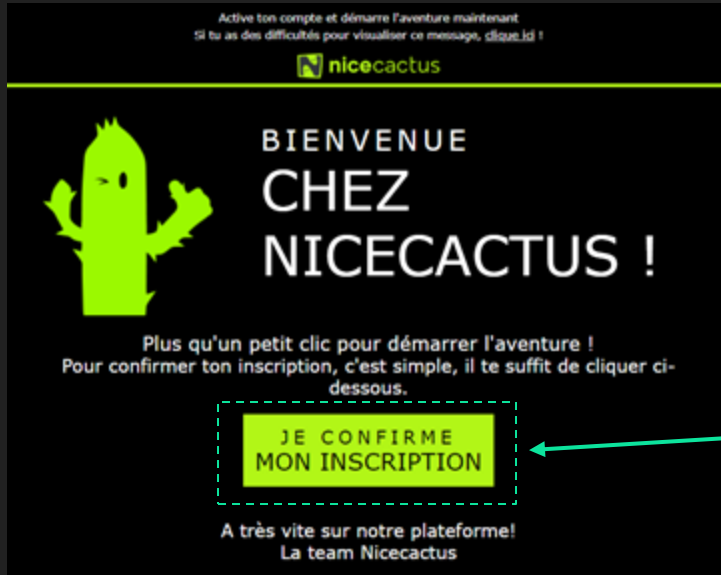 Active ton compte et démarre l'aventure maintenant
Si tu as des difficultés pour visualiser ce message, clique ici !
nicecactus
BIENVENUE
CHEZ
NICECACTUS !
Plus qu'un petit clic pour démarrer l'aventure !
Pour confirmer ton inscription, c'est simple, il te suffit de cliquer ci-
dessous.
JE CONFIRME
MON INSCRIPTION
A très vite sur notre plateforme!
La team Nicecactus